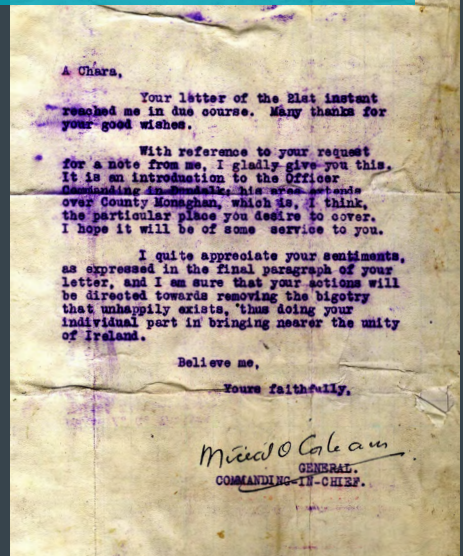 A Chara,
Your letter of the 21st instant
reached me in due course. Many thanks for
your good wishes.
With reference to your request
for a note from me, I gladly give you this.
It is an introduction to the Officer
Commanding in Dundalk; his area extends
over County Monaghan, which is, I think,
the particular place you desire to cover.
I hope it will be of some service to you.
I quite appreciate your sentiments,
as expressed in the final paragraph of your
letter, and I am sure that your actions will
be directed towards removing the bigotry
that unhappily exists, thus doing your
individual part in bringing nearer the unity
of Ireland.
Believe me,
Yours faithfully,
GENERAL.
COMMANDING-IN-CHIEF.